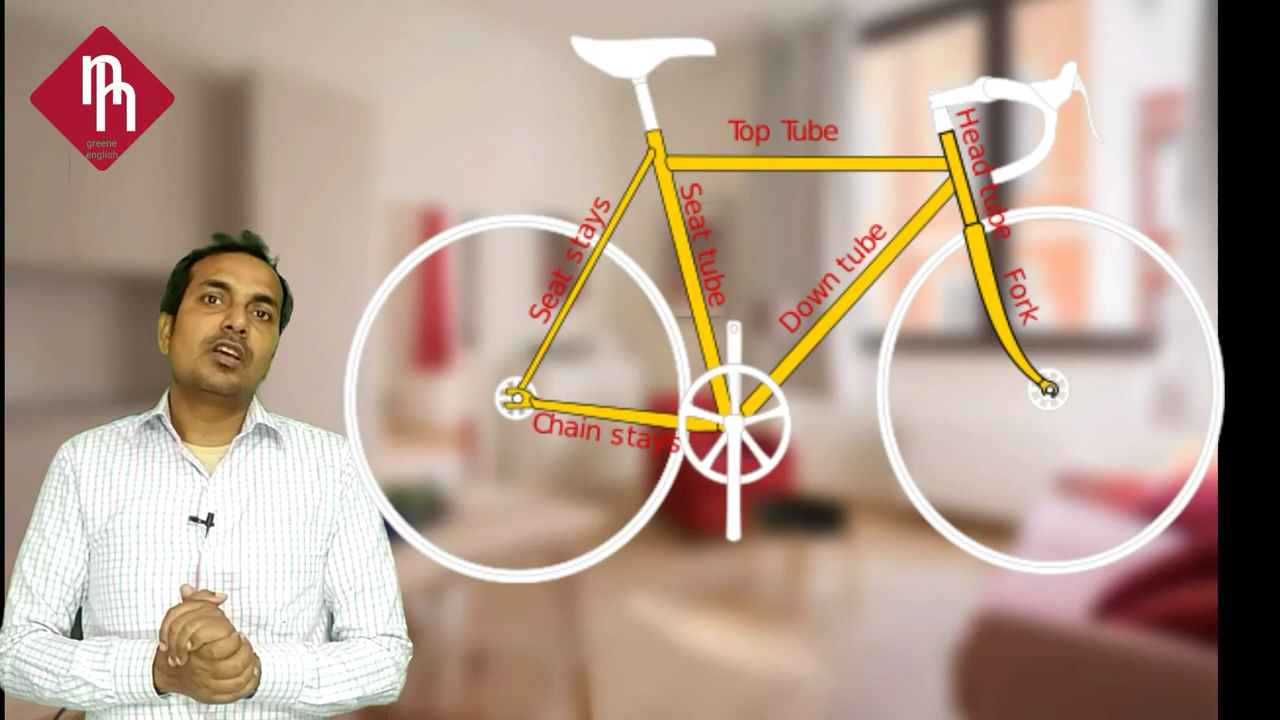 greene
english
Top Tube
Head tube
Seat stays
Seat tube
Down tube
Fork
Chain stays